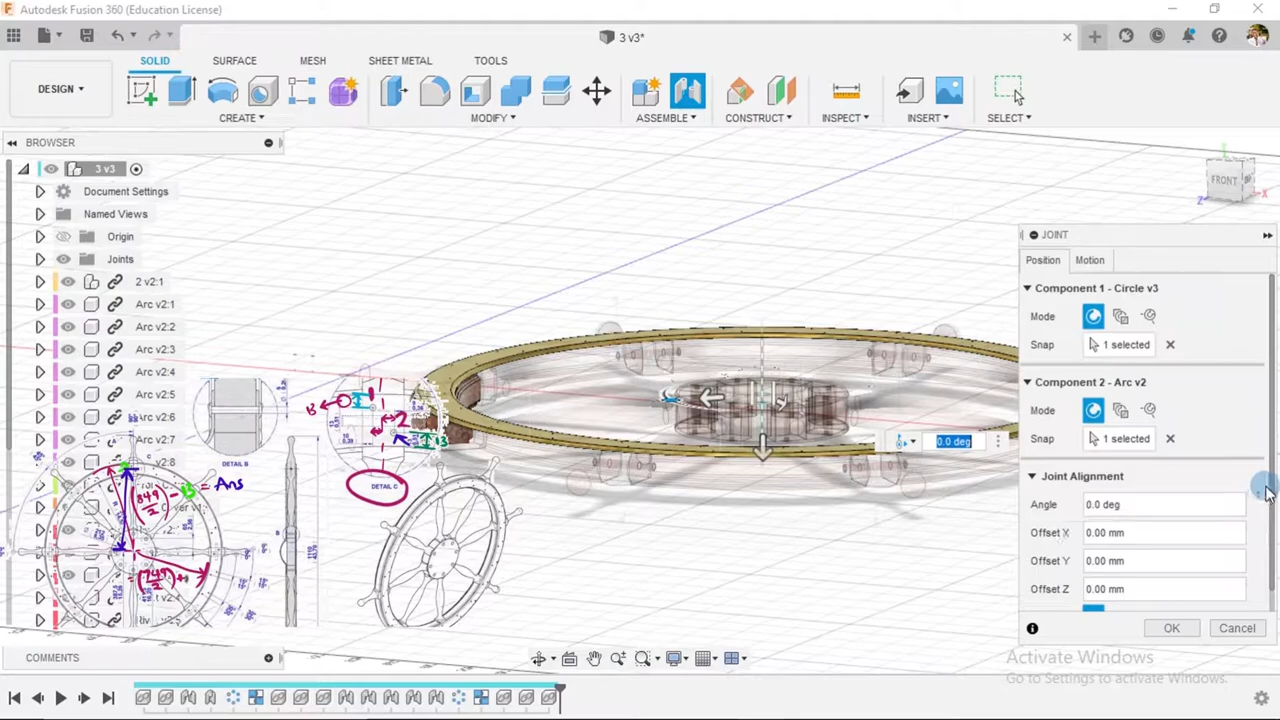 Autodesk Fusion 360 (Education License)
3 v3*
SOLID SURFACE MESH SHEET METAL TOOLS
DESIGN
CREATE MODIFY ASSEMBLE CONSTRUCT INSPECT INSERT SELECT
BROWSER
3 v3
Document Settings
Named Views
Origin
Joints
2 v2:1
Arc v2:1
Arc v2:2
Arc v2:3
Arc v2:4
Arc v2:5
Arc v2:6
Arc v2:7
v2:8
DETAIL B
DETAIL C
= Ans
FRONT
X
Z
JOINT
Position Motion
Component 1 - Circle v3
Mode
Snap 1 selected
Component 2 - Arc v2
Mode
Snap 1 selected
Joint Alignment
Angle 0.0 deg
Offset X 0.00 mm
Offset Y 0.00 mm
Offset Z 0.00 mm
0.0 deg
OK Cancel
COMMENTS
Activate Windows
Go to Settings to activate Windows.